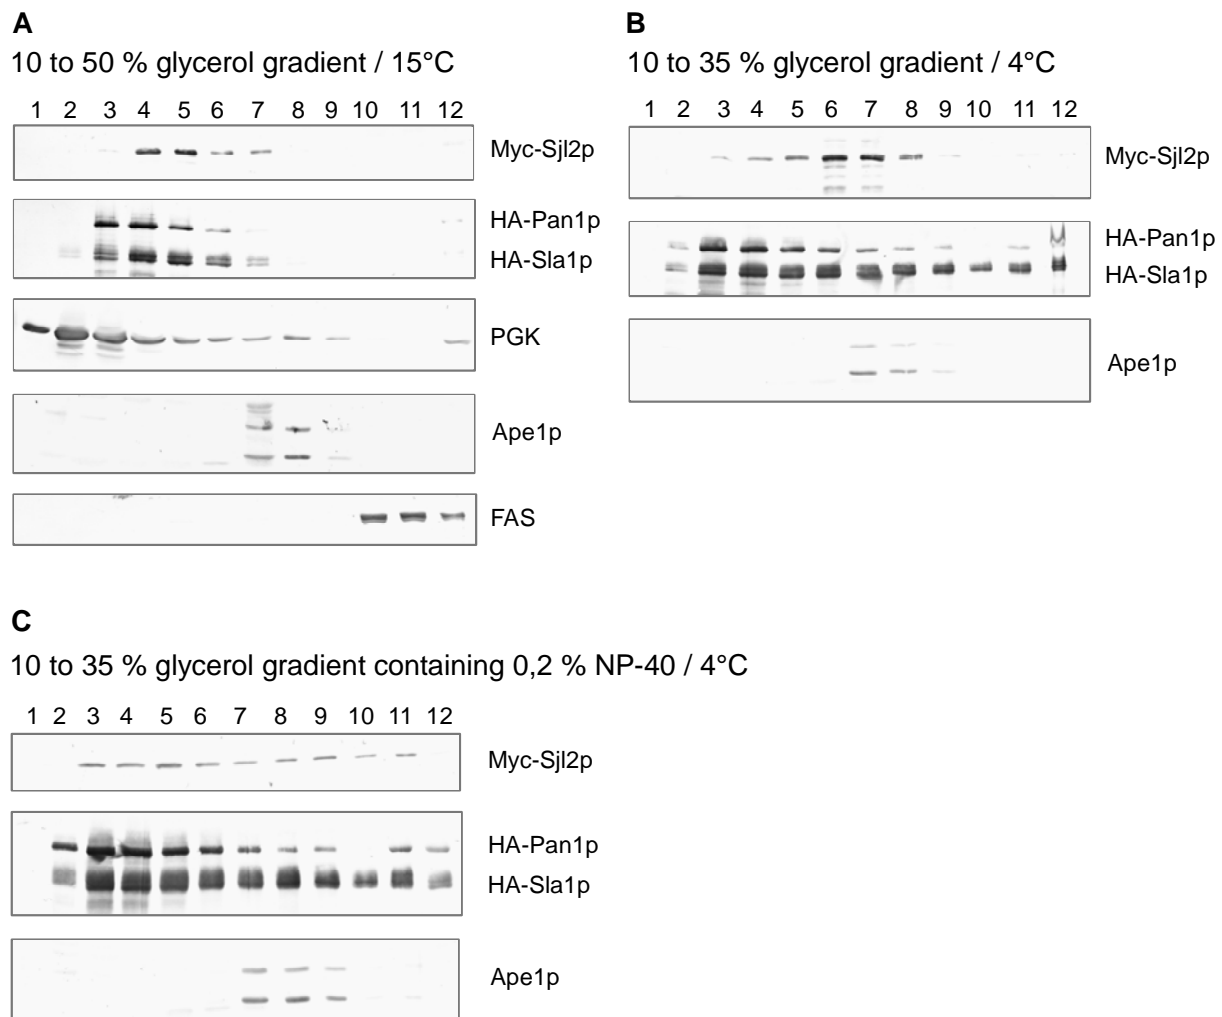 A
10 to 50 % glycerol gradient / 15°C
1 2 3 4 5 6 7 8 9 10 11 12
Myc-Sjl2p
HA-Pan1p
HA-Sla1p
PGK
Ape1p
FAS
B
10 to 35 % glycerol gradient / 4°C
1 2 3 4 5 6 7 8 9 10 11 12
Myc-Sjl2p
HA-Pan1p
HA-Sla1p
Ape1p
C
10 to 35 % glycerol gradient containing 0,2 % NP-40 / 4°C
1 2 3 4 5 6 7 8 9 10 11 12
Myc-Sjl2p
HA-Pan1p
HA-Sla1p
Ape1p